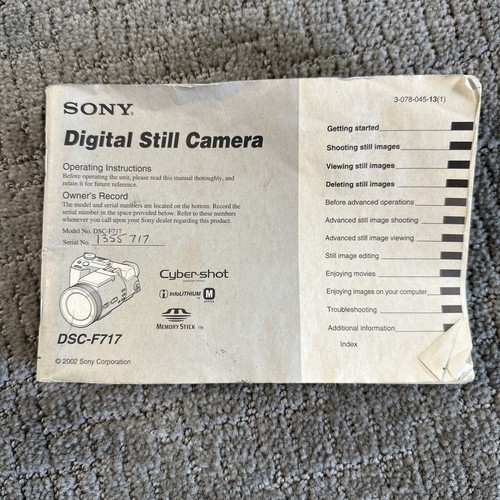 SONY®
3-078-045-13(1)
Digital Still Camera
Operating Instructions
Before operating the unit, please read this manual thoroughly, and
retain it for future reference.
Owner's Record
The model and serial numbers are located on the bottom. Record the
serial number in the space provided below. Refer to these numbers
whenever you call upon your Sony dealer regarding this product.
Model No. DSC-F717
Serial No. 1355 717
Cyber-shot
InfoLITHIUM M
SERIES
MEMORY STICK TM
DSC-F717
© 2002 Sony Corporation
Getting started
Shooting still images
Viewing still images
Deleting still images
Before advanced operations
Advanced still image shooting
Advanced still image viewing
Still image editing
Enjoying movies
Enjoying images on your computer
Troubleshooting
Additional information
Index